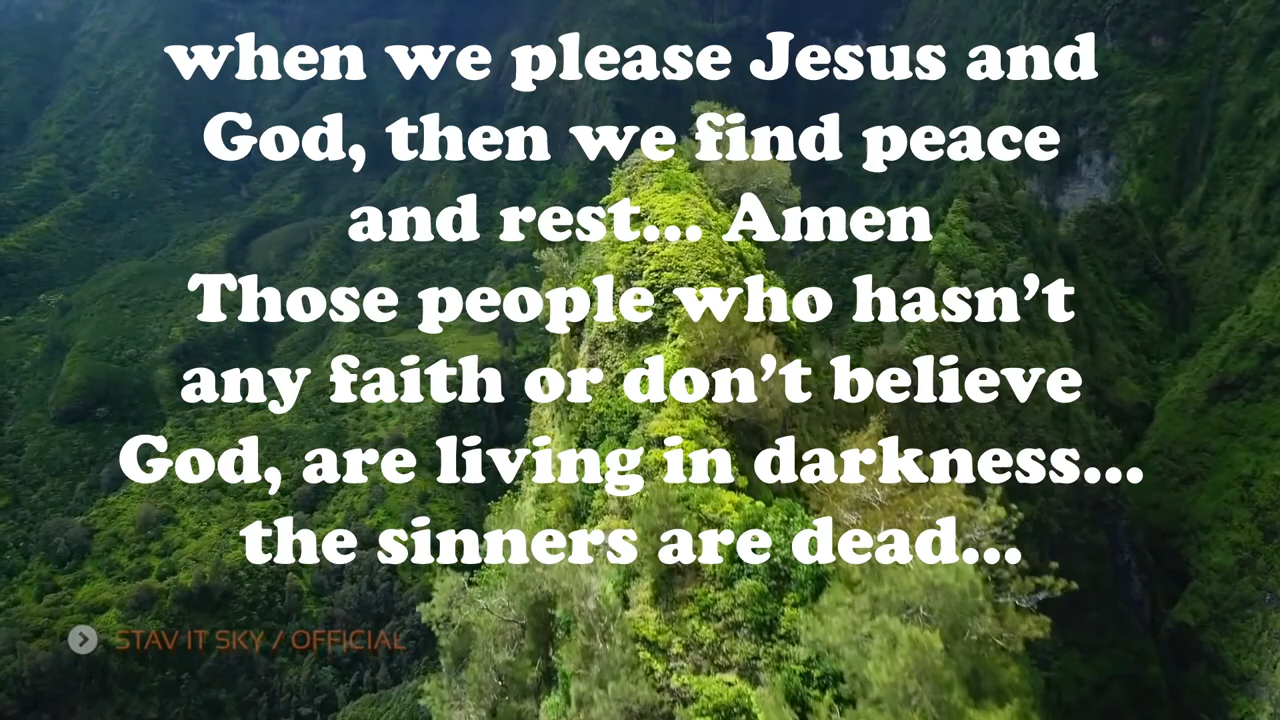 when we please Jesus and
God, then we find peace
and rest... Amen
Those people who hasn't
any faith or don't believe
God, are living in darkness...
the sinners are dead...
STAV IT SKY / OFFICIAL